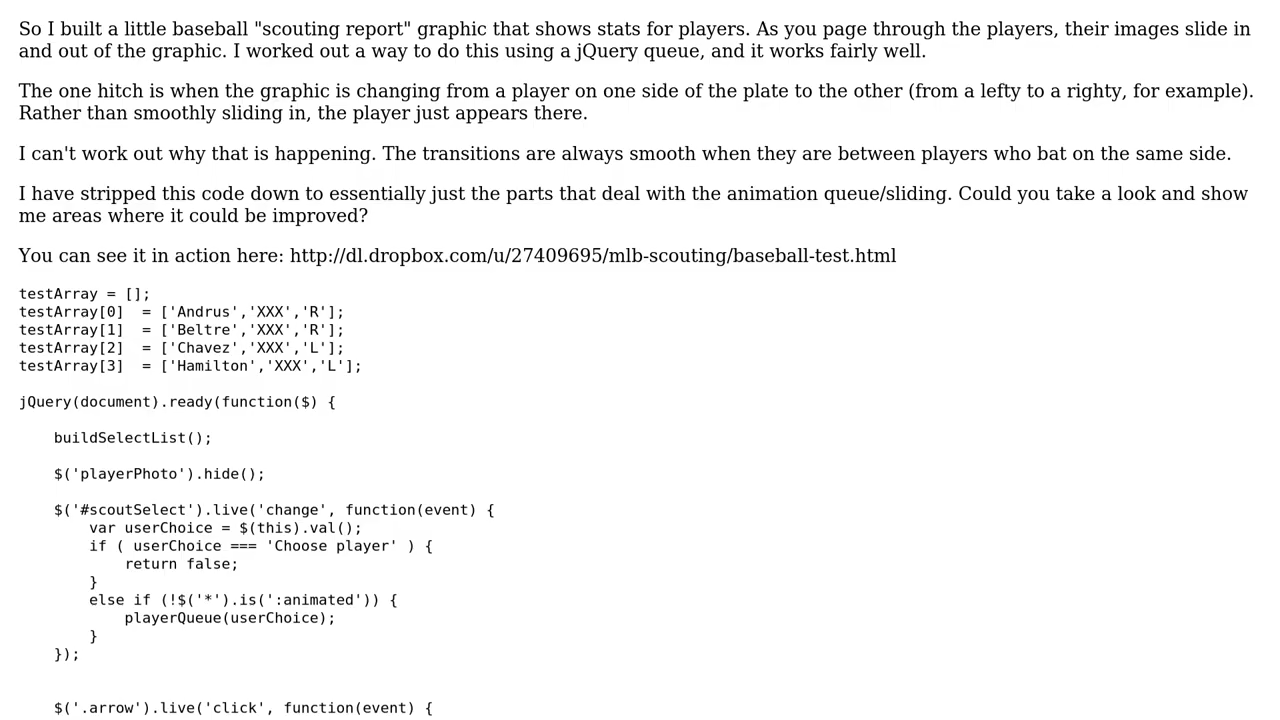 So I built a little baseball "scouting report" graphic that shows stats for players. As you page through the players, their images slide in
and out of the graphic. I worked out a way to do this using a jQuery queue, and it works fairly well.
The one hitch is when the graphic is changing from a player on one side of the plate to the other (from a lefty to a righty, for example).
Rather than smoothly sliding in, the player just appears there.
I can't work out why that is happening. The transitions are always smooth when they are between players who bat on the same side.
I have stripped this code down to essentially just the parts that deal with the animation queue/sliding. Could you take a look and show
me areas where it could be improved?
You can see it in action here: http://dl.dropbox.com/u/27409695/mlb-scouting/baseball-test.html
testArray = [];
testArray[0]  = ['Andrus','XXX','R'];
testArray[1]  = ['Beltre','XXX','R'];
testArray[2]  = ['Chavez','XXX','L'];
testArray[3]  = ['Hamilton','XXX','L'];
jQuery(document).ready(function($) {
    buildSelectList();
    $('playerPhoto').hide();
    $('#scoutSelect').live('change', function(event) {
        var userChoice = $(this).val();
        if ( userChoice === 'Choose player' ) {
            return false;
        }
        else if (!$('*').is(':animated')) {
            playerQueue(userChoice);
        }
    });
    $('.arrow').live('click', function(event) {